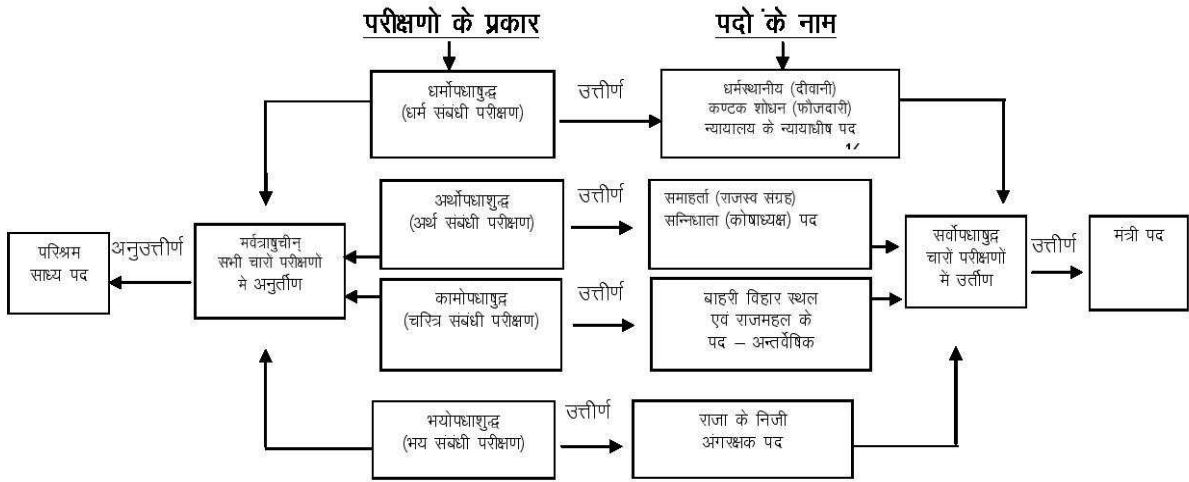 परीक्षणो के प्रकार
पदों के नाम
धर्मोपधाषुद्ध
(धर्म संबंधी परीक्षण)
उत्तीर्ण
धर्मस्थानीय (दीवानी)
कण्टक शोधन (फौजदारी)
न्यायालय के न्यायाधीष पद
अर्थोपधाशुद्ध
(अर्थ संबंधी परीक्षण)
उत्तीर्ण
समाहर्ता (राजस्व संग्रह)
सन्निधाता (कोषाध्यक्ष) पद
परिश्रम
साध्य पद
अनुउत्तीर्ण
मर्वत्राषुचीन्
सभी चारो परीक्षणो
मे अनुर्तीण
सर्वोपधाषुद्ग
चारों परीक्षणों
में उर्तीण
उत्तीर्ण
मंत्री पद
कामोपधाषुद्ध
(चरित्र संबंधी परीक्षण)
उत्तीर्ण
बाहरी विहार स्थल
एवं राजमहल के
पद – अन्तर्वेषिक
भयोपधाशुद्ध
(भय संबंधी परीक्षण)
उत्तीर्ण
राजा के निजी
अंगरक्षक पद